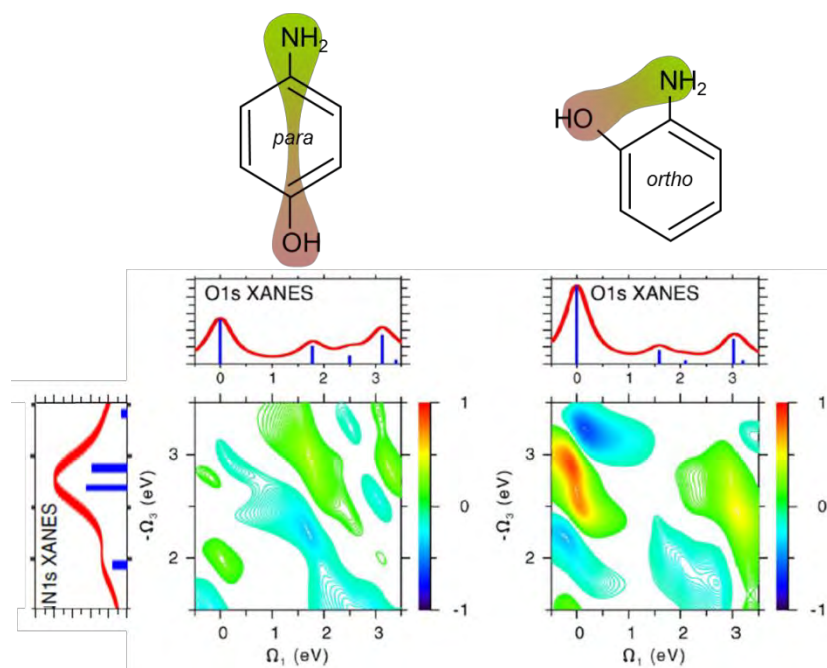 NH2
para
OH
NH2
HO
ortho
O1s XANES
0 1 2 3
O1s XANES
0 1 2 3
N1s XANES
-Ω3 (eV)
3
2
0 1 2 3
Ω1 (eV)
1
0
-1
-Ω3 (eV)
3
2
0 1 2 3
Ω1 (eV)
1
0
-1